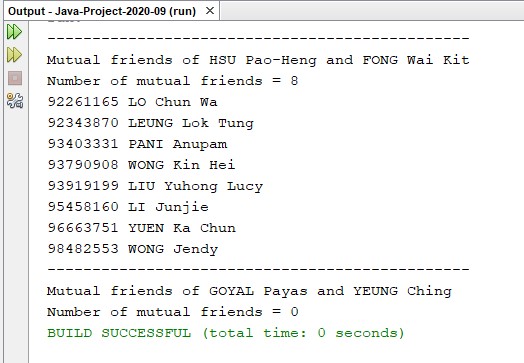 Output - Java-Project-2020-09 (run) ×
---------------------------------------------
Mutual friends of HSU Pao-Heng and FONG Wai Kit
Number of mutual friends = 8
92261165 LO Chun Wa
92343870 LEUNG Lok Tung
93403331 PANI Anupam
93790908 WONG Kin Hei
93919199 LIU Yuhong Lucy
95458160 LI Junjie
96663751 YUEN Ka Chun
98482553 WONG Jendy
---------------------------------------------
Mutual friends of GOYAL Payas and YEUNG Ching
Number of mutual friends = 0
BUILD SUCCESSFUL (total time: 0 seconds)